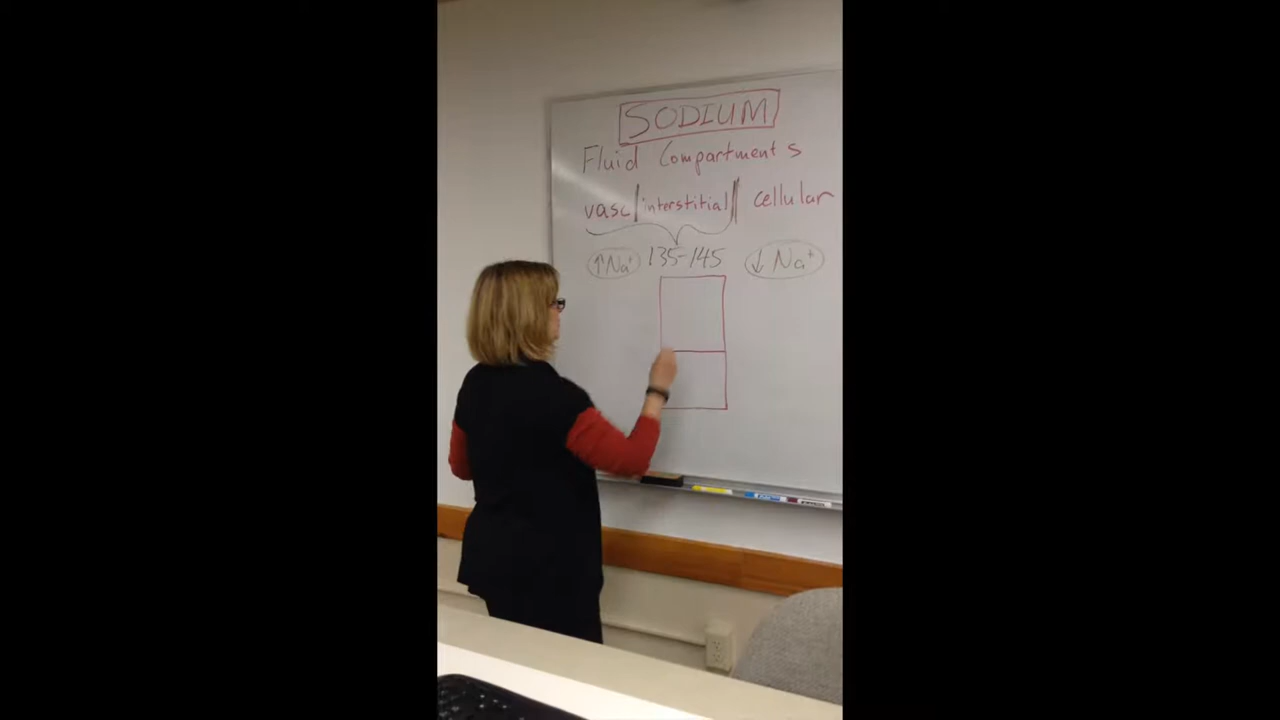 SODIUM
Fluid Compartments
vasc | interstitial || cellular
↑Na⁺ 135-145 ↓Na⁺